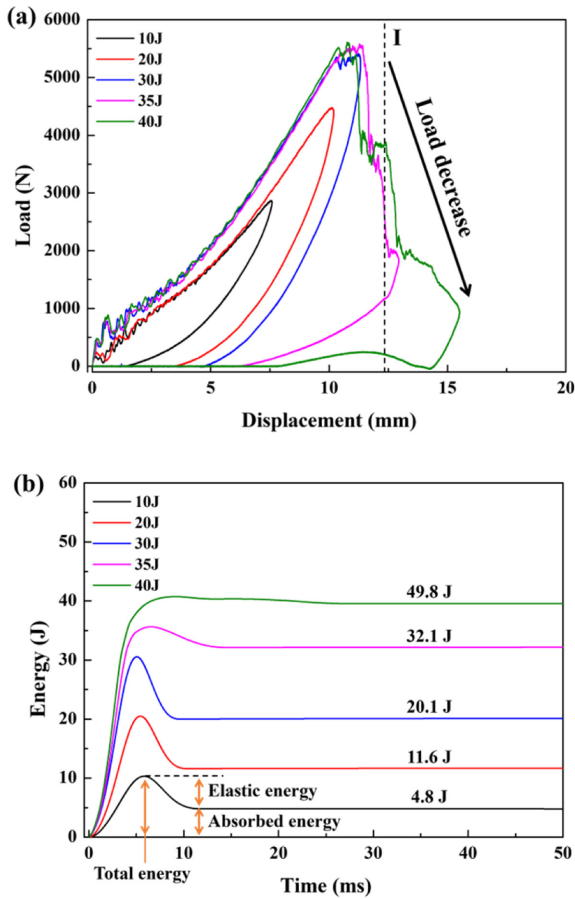 (a)
6000
5000
4000
3000
2000
1000
0
Load (N)
10J
20J
30J
35J
40J
I
Load decrease
0 5 10 15 20
Displacement (mm)
(b)
60
50
40
30
20
10
0
Energy (J)
10J
20J
30J
35J
40J
49.8 J
32.1 J
20.1 J
11.6 J
4.8 J
Elastic energy
Absorbed energy
0 10 20 30 40 50
Total energy
Time (ms)